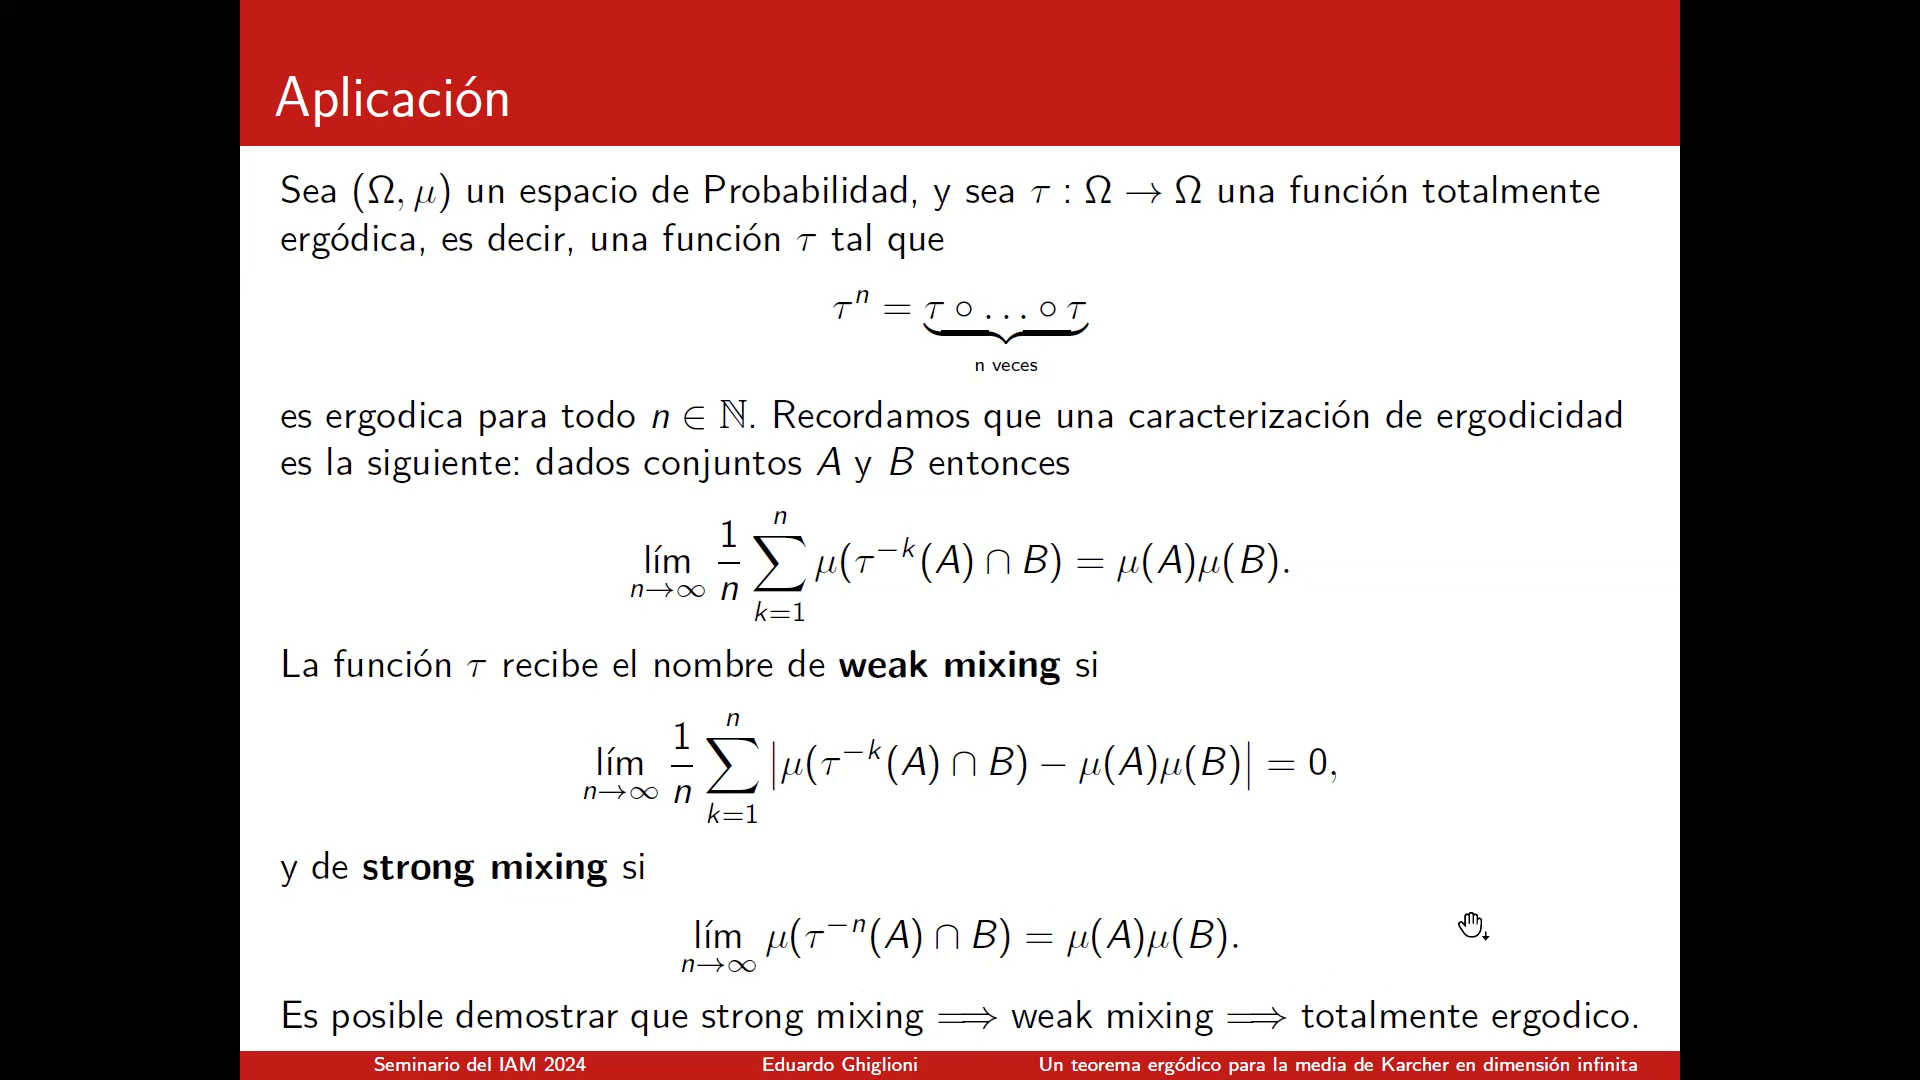 Aplicación
Sea (Ω, μ) un espacio de Probabilidad, y sea τ : Ω → Ω una función totalmente
ergódica, es decir, una función τ tal que
τⁿ = τ ∘ . . . ∘ τ
n veces
es ergodica para todo n ∈ ℕ. Recordamos que una caracterización de ergodicidad
es la siguiente: dados conjuntos A y B entonces
lím_{n→∞} 1/n ∑_{k=1}^{n} μ(τ^{−k}(A) ∩ B) = μ(A)μ(B).
La función τ recibe el nombre de weak mixing si
lím_{n→∞} 1/n ∑_{k=1}^{n} |μ(τ^{−k}(A) ∩ B) − μ(A)μ(B)| = 0,
y de strong mixing si
lím_{n→∞} μ(τ^{−n}(A) ∩ B) = μ(A)μ(B).
Es posible demostrar que strong mixing ⟹ weak mixing ⟹ totalmente ergodico.
Seminario del IAM 2024 Eduardo Ghiglioni Un teorema ergódico para la media de Karcher en dimensión infinita